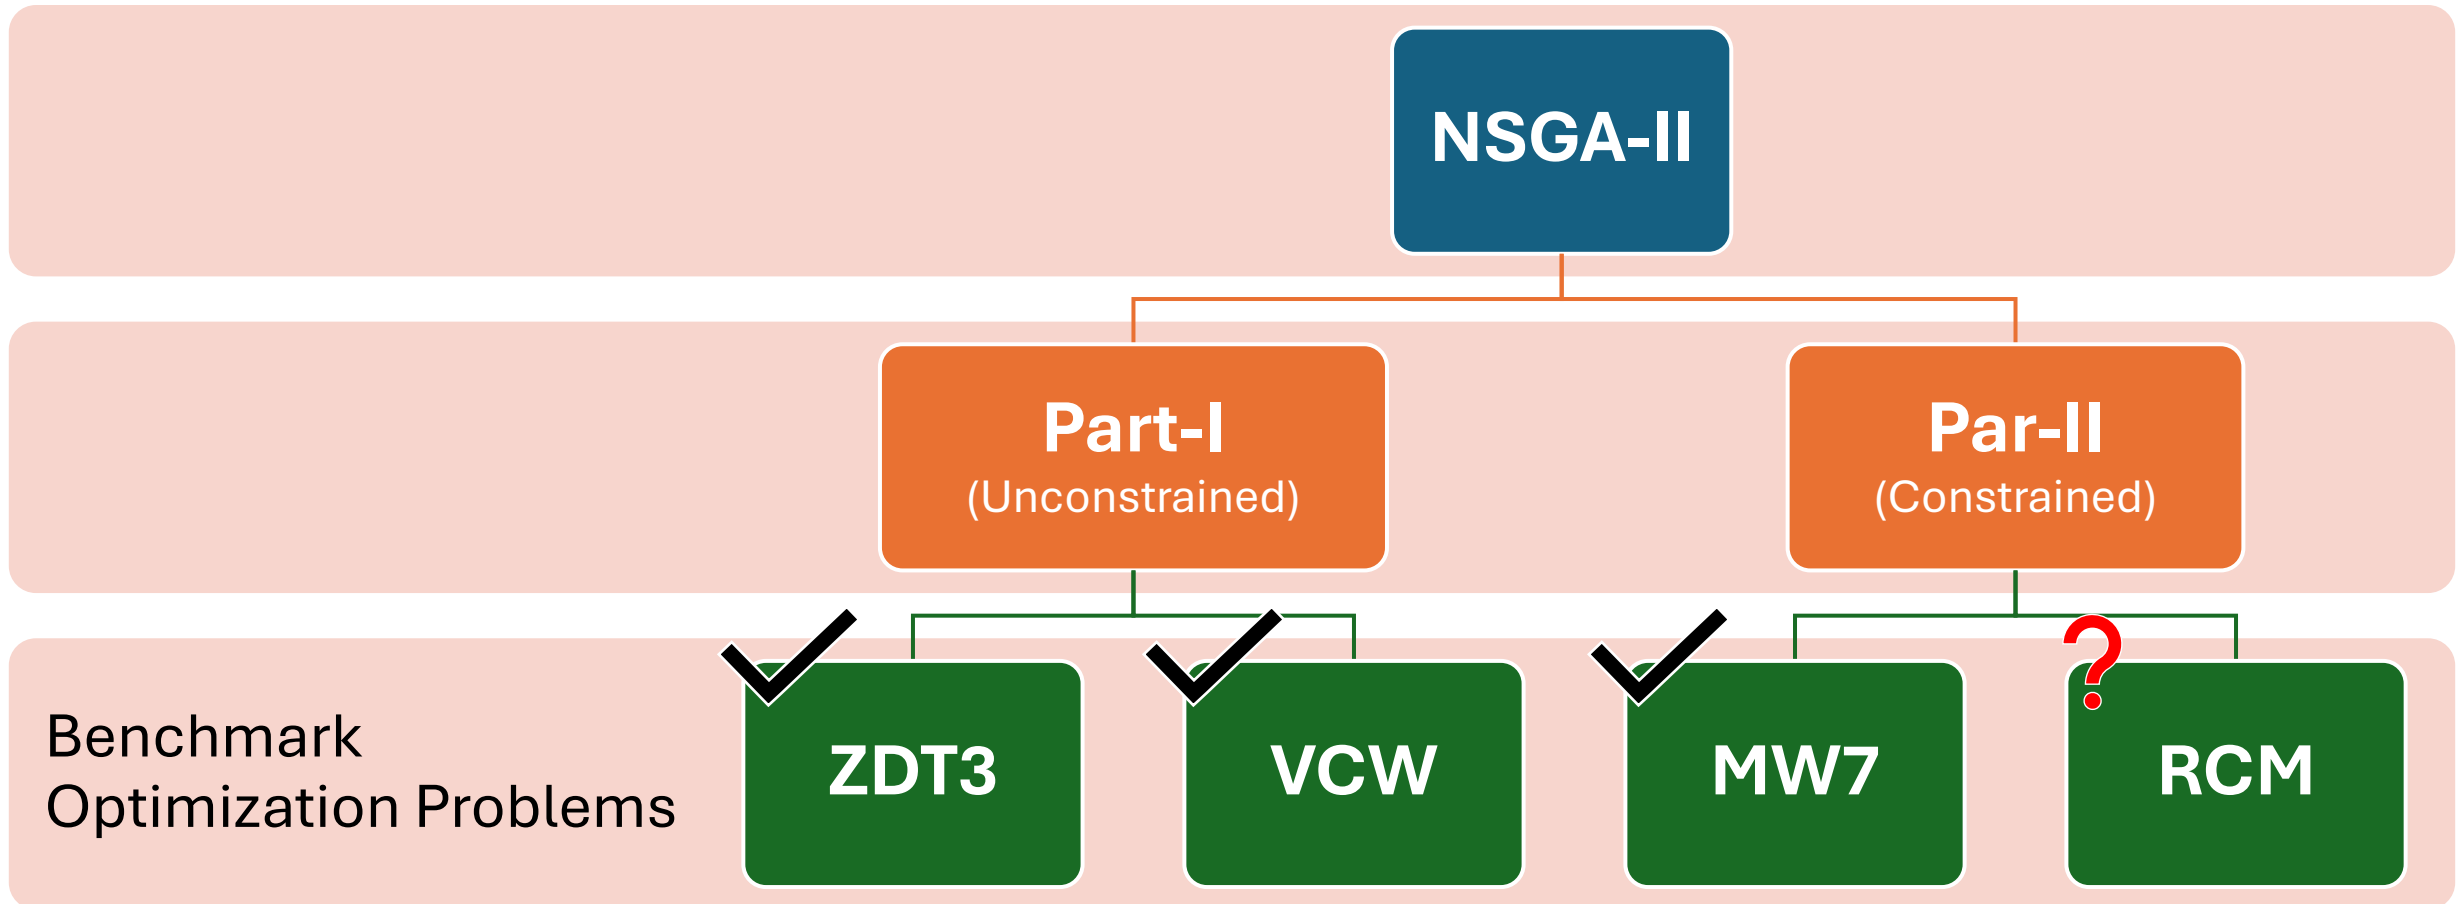 NSGA-II
Part-I
(Unconstrained)
Par-II
(Constrained)
Benchmark
Optimization Problems
ZDT3
VCW
MW7
?
RCM